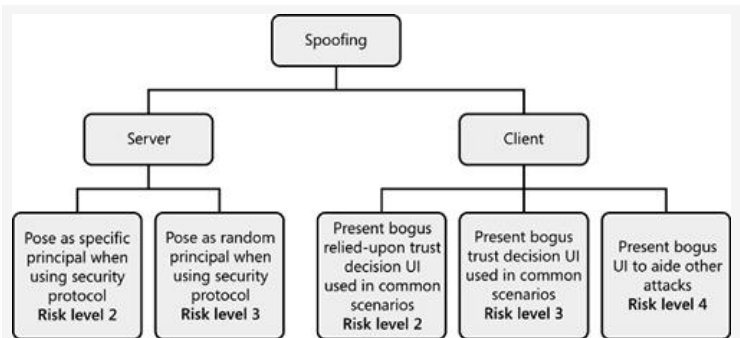 Spoofing
Server
Client
Pose as specific
principal when
using security
protocol
Risk level 2
Pose as random
principal when
using security
protocol
Risk level 3
Present bogus
relied-upon trust
decision UI
used in common
scenarios
Risk level 2
Present bogus
trust decision UI
used in common
scenarios
Risk level 3
Present bogus
UI to aide other
attacks
Risk level 4